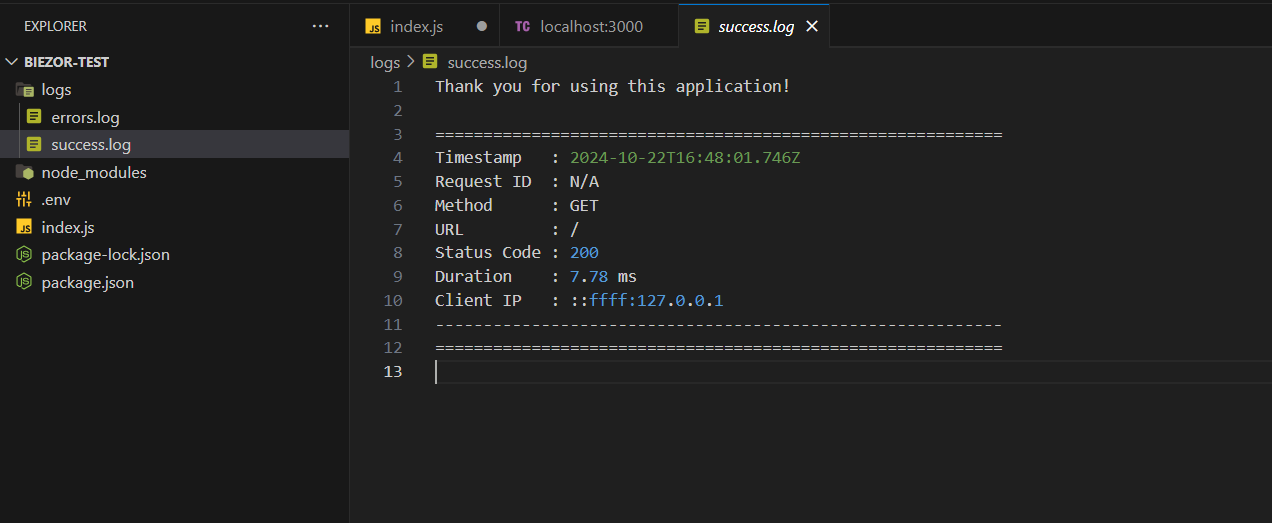 EXPLORER
BIEZOR-TEST
logs
errors.log
success.log
node_modules
.env
JS index.js
package-lock.json
package.json
JS index.js
TC localhost:3000
success.log
logs > success.log
1 Thank you for using this application!
2
3 ===========================================================
4 Timestamp   : 2024-10-22T16:48:01.746Z
5 Request ID  : N/A
6 Method      : GET
7 URL         : /
8 Status Code : 200
9 Duration    : 7.78 ms
10 Client IP   : ::ffff:127.0.0.1
11 -----------------------------------------------------------
12 ===========================================================
13